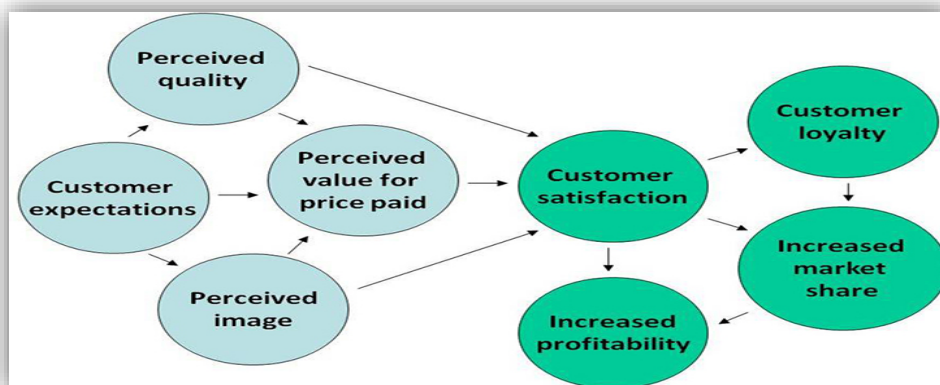 Perceived
quality
Customer
expectations
Perceived
value for
price paid
Perceived
image
Customer
satisfaction
Customer
loyalty
Increased
market
share
Increased
profitability